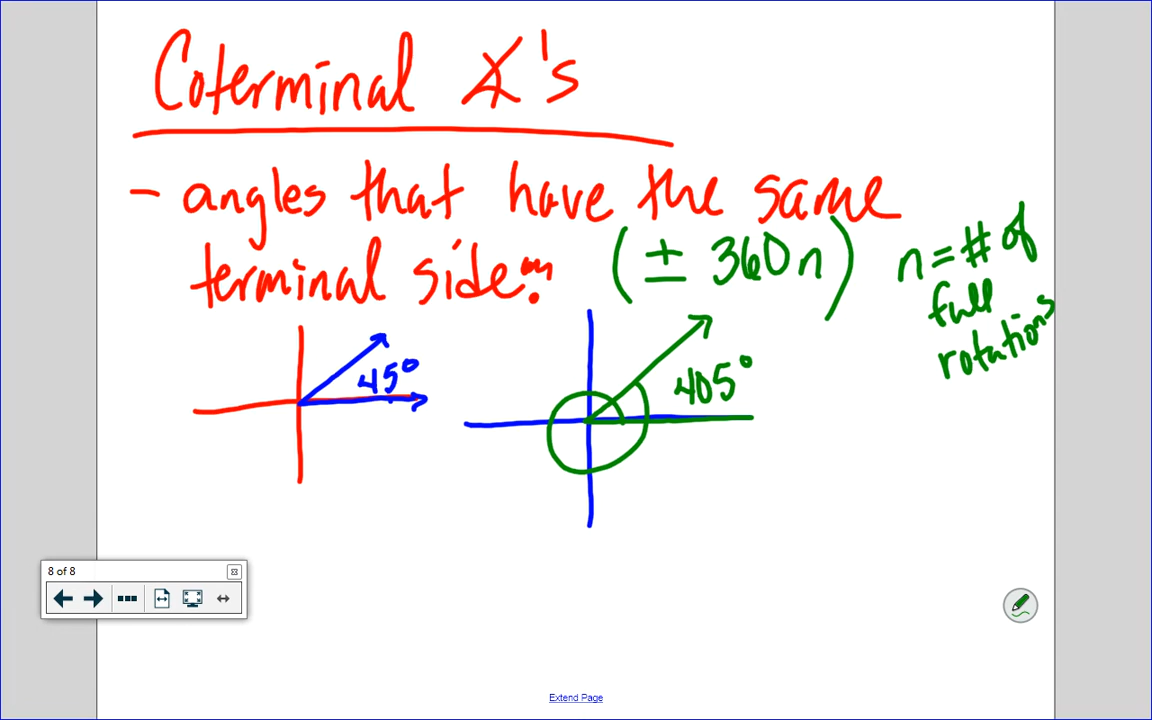 Coterminal ∡'s
- angles that have the same
terminal side.
(± 360n)
n = # of
full
rotations
45°
405°
8 of 8
Extend Page